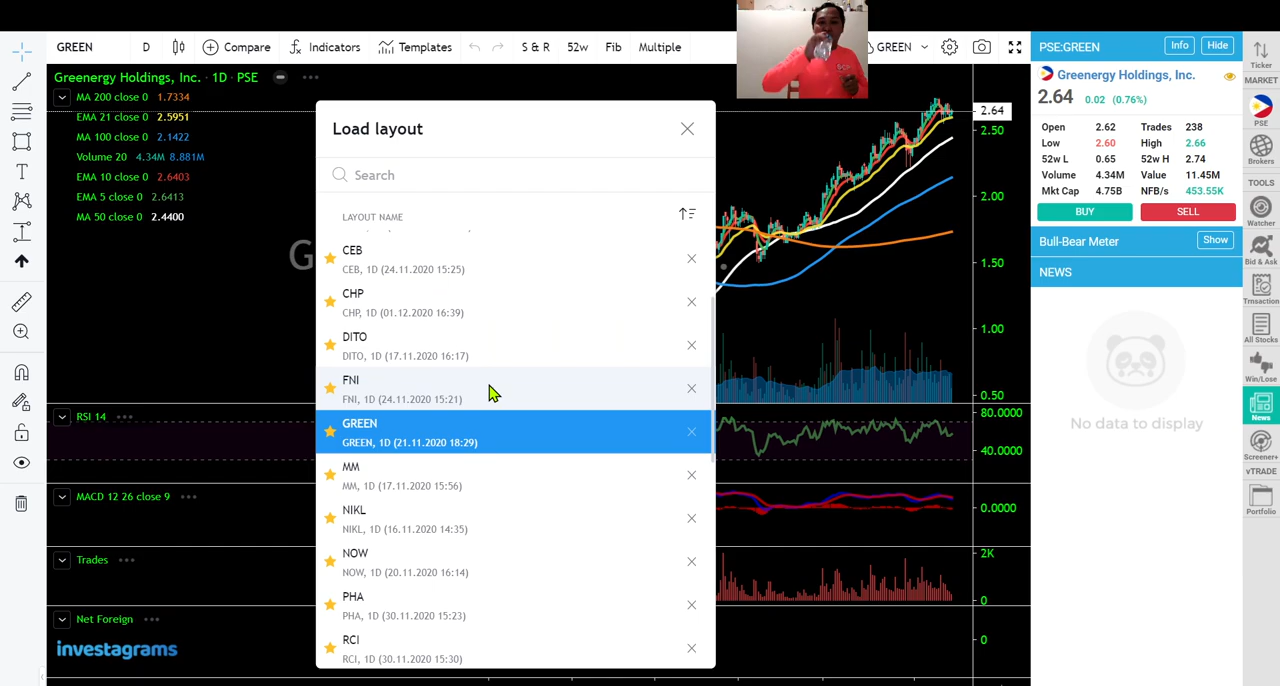 GREEN D Compare Indicators Templates S & R 52w Fib Multiple GREEN
Greenergy Holdings, Inc. · 1D · PSE
MA 200 close 0 1.7334
EMA 21 close 0 2.5951
MA 100 close 0 2.1422
Volume 20 4.34M 8.881M
EMA 10 close 0 2.6403
EMA 5 close 0 2.6413
MA 50 close 0 2.4400
G
RSI 14
MACD 12 26 close 9
Trades
Net Foreign
investagrams
Load layout
Search
LAYOUT NAME
CEB
CEB, 1D (24.11.2020 15:25)
CHP
CHP, 1D (01.12.2020 16:39)
DITO
DITO, 1D (17.11.2020 16:17)
FNI
FNI, 1D (24.11.2020 15:21)
GREEN
GREEN, 1D (21.11.2020 18:29)
MM
MM, 1D (17.11.2020 15:56)
NIKL
NIKL, 1D (16.11.2020 14:35)
NOW
NOW, 1D (20.11.2020 16:14)
PHA
PHA, 1D (30.11.2020 15:23)
RCI
RCI, 1D (30.11.2020 15:30)
2.64
2.50
2.00
1.50
1.00
0.50
80.0000
40.0000
0.0000
2K
0
0
PSE:GREEN Info Hide
Greenergy Holdings, Inc.
2.64 0.02 (0.76%)
Open 2.62 Trades 238
Low 2.60 High 2.66
52w L 0.65 52w H 2.74
Volume 4.34M Value 11.45M
Mkt Cap 4.75B NFB/s 453.55K
BUY SELL
Bull-Bear Meter Show
NEWS
No data to display
Ticker
MARKET
PSE
Brokers
TOOLS
Watcher
Bid & Ask
Trnsaction
All Stocks
Win/Lose
News
Screener+
vTRADE
Portfolio